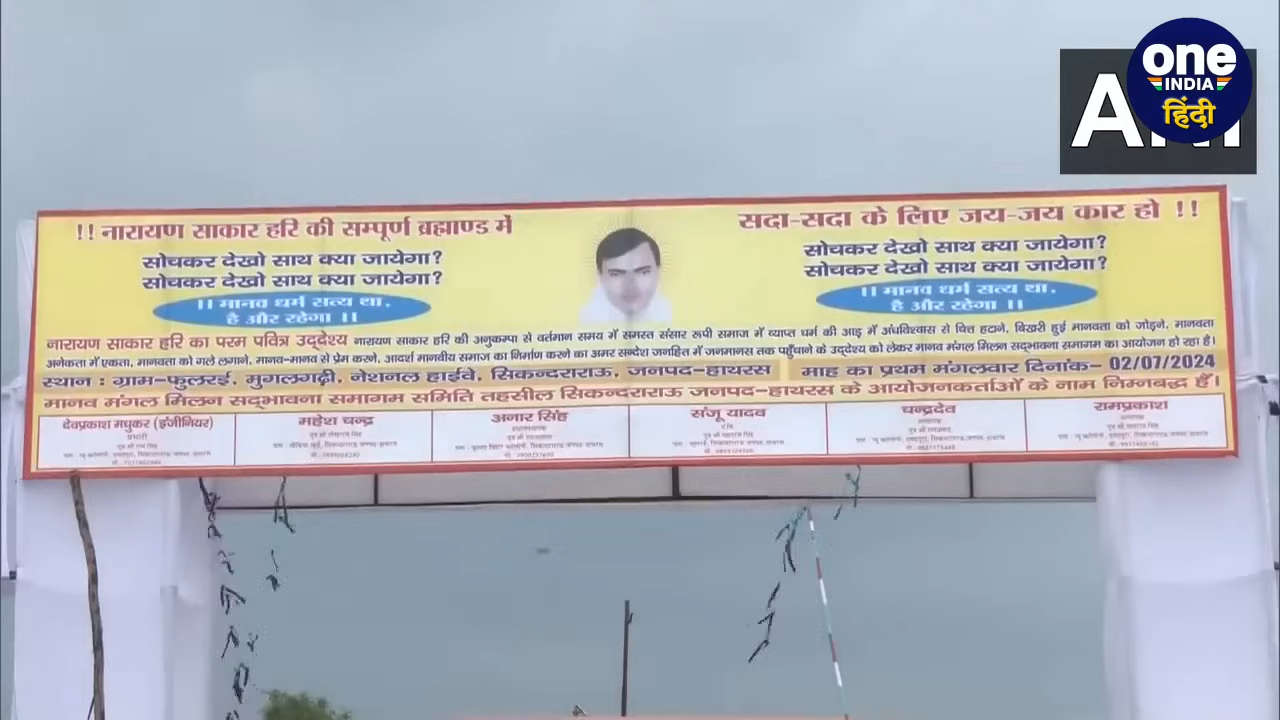 one
INDIA
हिंदी
!! नारायण साकार हरि की सम्पूर्ण ब्रह्माण्ड में
सदा-सदा के लिए जय-जय कार हो !!
सोचकर देखो साथ क्या जायेगा?
सोचकर देखो साथ क्या जायेगा?
।। मानव धर्म सत्य था,
है और रहेगा ।।
सोचकर देखो साथ क्या जायेगा?
सोचकर देखो साथ क्या जायेगा?
।। मानव धर्म सत्य था,
है और रहेगा ।।
नारायण साकार हरि का परम पवित्र उद्देश्य नारायण साकार हरि की अनुकम्पा से वर्तमान समय में समस्त संसार रूपी समाज में व्याप्त धर्म की आड़ में अंधविश्वास से चित्त हटाने, बिखरी हुई मानवता को जोड़ने, मानवता
अनेकता में एकता, मानवता को गले लगाने, मानव-मानव से प्रेम करने, आदर्श मानवीय समाज का निर्माण करने का अमर सन्देश जनहित में जनमानस तक पहुँचाने के उद्देश्य को लेकर मानव मंगल मिलन सद्भावना समागम का आयोजन हो रहा है।
स्थान : ग्राम-फुलरई, मुगलगढ़ी, नेशनल हाईवे, सिकन्दराराऊ, जनपद-हाथरस माह का प्रथम मंगलवार दिनांक- 02/07/2024
मानव मंगल मिलन सद्भावना समागम समिति तहसील सिकन्दराराऊ जनपद-हाथरस के आयोजनकर्ताओं के नाम निम्नबद्ध हैं।
देवप्रकाश मधुकर (इंजीनियर)
महेश चन्द्र
अनार सिंह
संजू यादव
चन्द्रदेव
रामप्रकाश